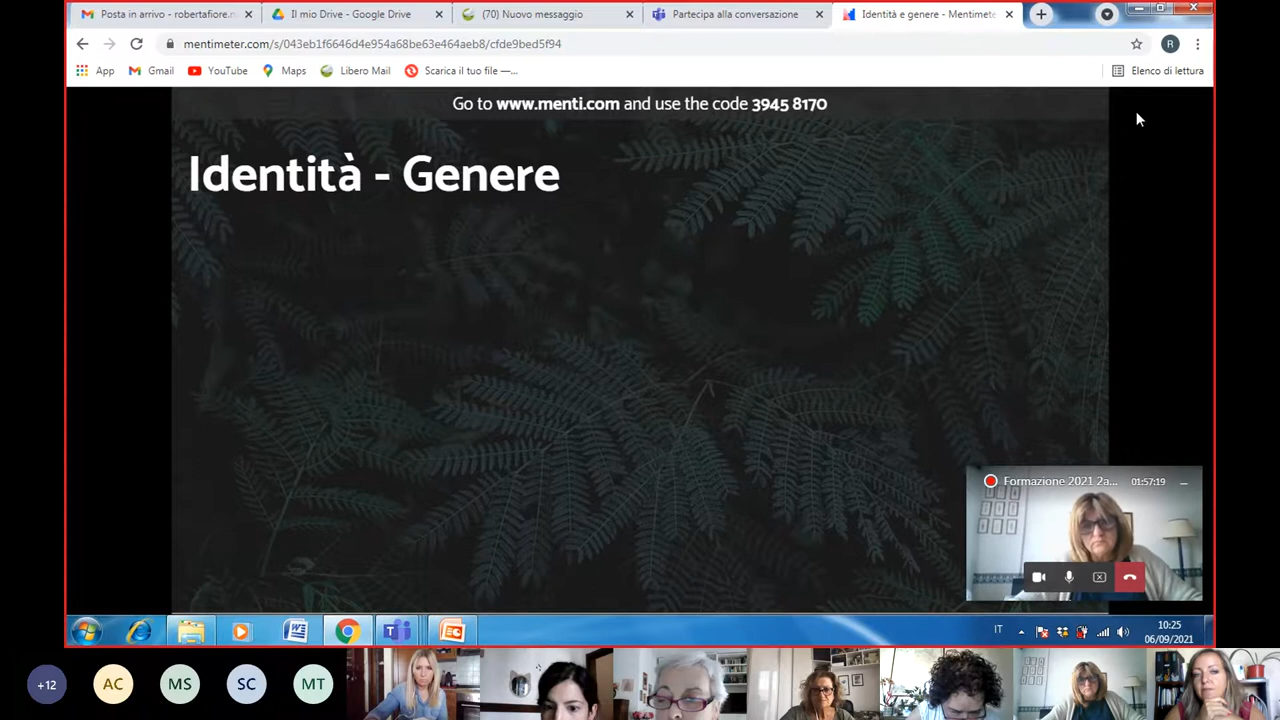 Posta in arrivo - robertafiore.m
Il mio Drive - Google Drive
(70) Nuovo messaggio
Partecipa alla conversazione
Identità e genere - Mentimete
mentimeter.com/s/043eb1f6646d4e954a68be63e464aeb8/cfde9bed5f94
R
App
Gmail
YouTube
Maps
Libero Mail
Scarica il tuo file —...
Elenco di lettura
Go to www.menti.com and use the code 3945 8170
Identità - Genere
Formazione 2021 2a... 01:57:19
IT
10:25
06/09/2021
+12
AC
MS
SC
MT